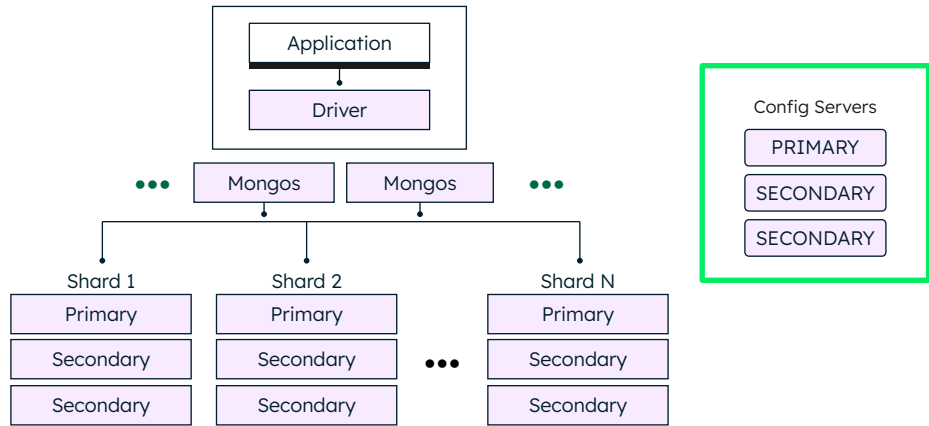 Application
Driver
Config Servers
PRIMARY
SECONDARY
SECONDARY
Mongos
Mongos
Shard 1
Primary
Secondary
Secondary
Shard 2
Primary
Secondary
Secondary
Shard N
Primary
Secondary
Secondary